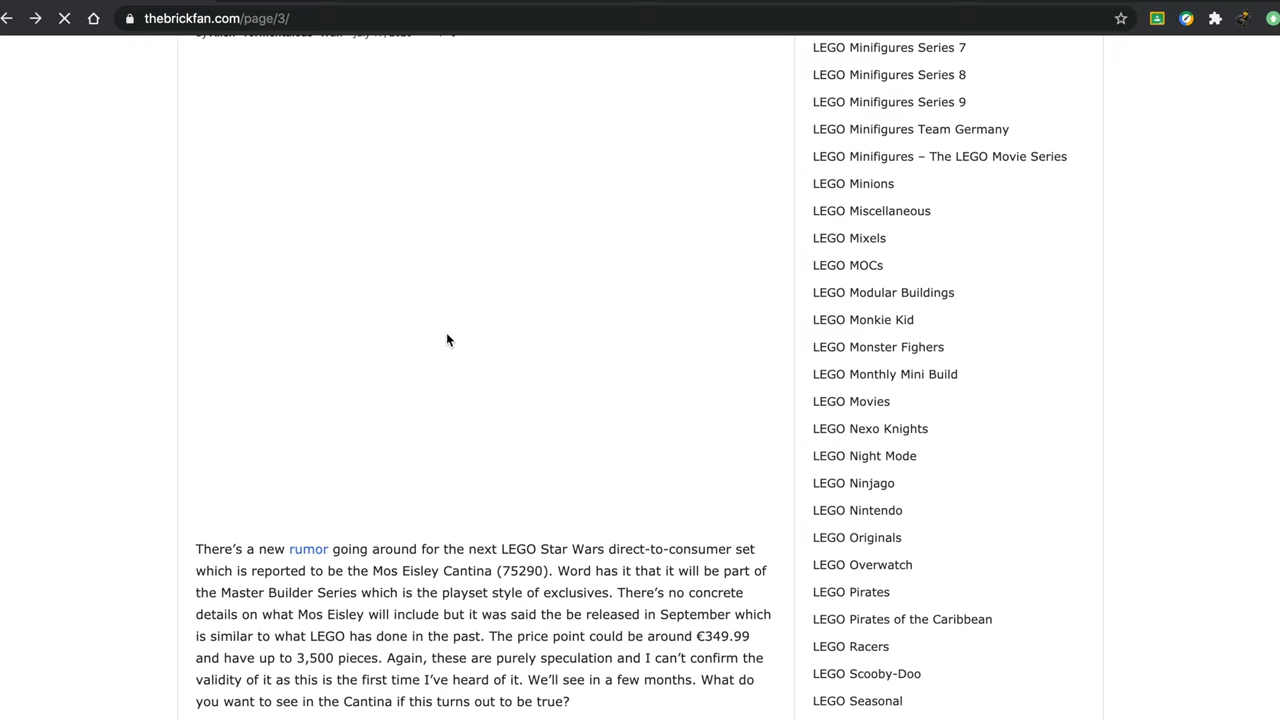 thebrickfan.com/page/3/
LEGO Minifigures Series 7
LEGO Minifigures Series 8
LEGO Minifigures Series 9
LEGO Minifigures Team Germany
LEGO Minifigures – The LEGO Movie Series
LEGO Minions
LEGO Miscellaneous
LEGO Mixels
LEGO MOCs
LEGO Modular Buildings
LEGO Monkie Kid
LEGO Monster Fighers
LEGO Monthly Mini Build
LEGO Movies
LEGO Nexo Knights
LEGO Night Mode
LEGO Ninjago
LEGO Nintendo
LEGO Originals
LEGO Overwatch
LEGO Pirates
LEGO Pirates of the Caribbean
LEGO Racers
LEGO Scooby-Doo
LEGO Seasonal
There’s a new rumor going around for the next LEGO Star Wars direct-to-consumer set
which is reported to be the Mos Eisley Cantina (75290). Word has it that it will be part of
the Master Builder Series which is the playset style of exclusives. There’s no concrete
details on what Mos Eisley will include but it was said the be released in September which
is similar to what LEGO has done in the past. The price point could be around €349.99
and have up to 3,500 pieces. Again, these are purely speculation and I can’t confirm the
validity of it as this is the first time I’ve heard of it. We’ll see in a few months. What do
you want to see in the Cantina if this turns out to be true?